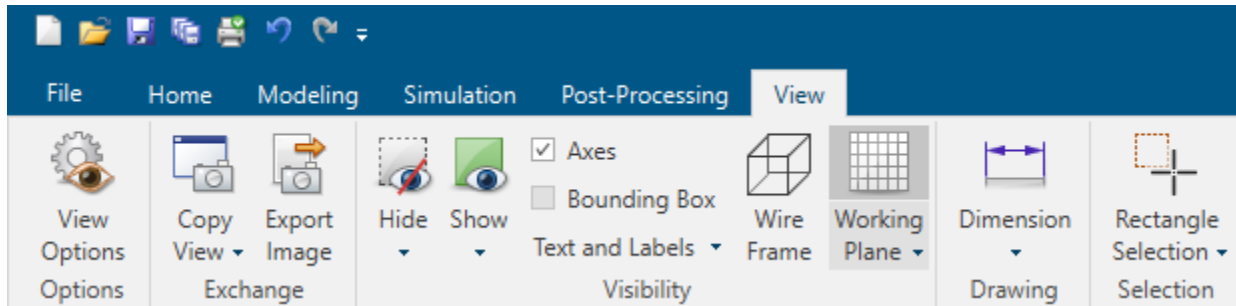 File Home Modeling Simulation Post-Processing View
View Options
Copy View
Export Image
Hide
Show
Axes
Bounding Box
Text and Labels
Wire Frame
Working Plane
Dimension
Rectangle Selection
Options Exchange Visibility Drawing Selection